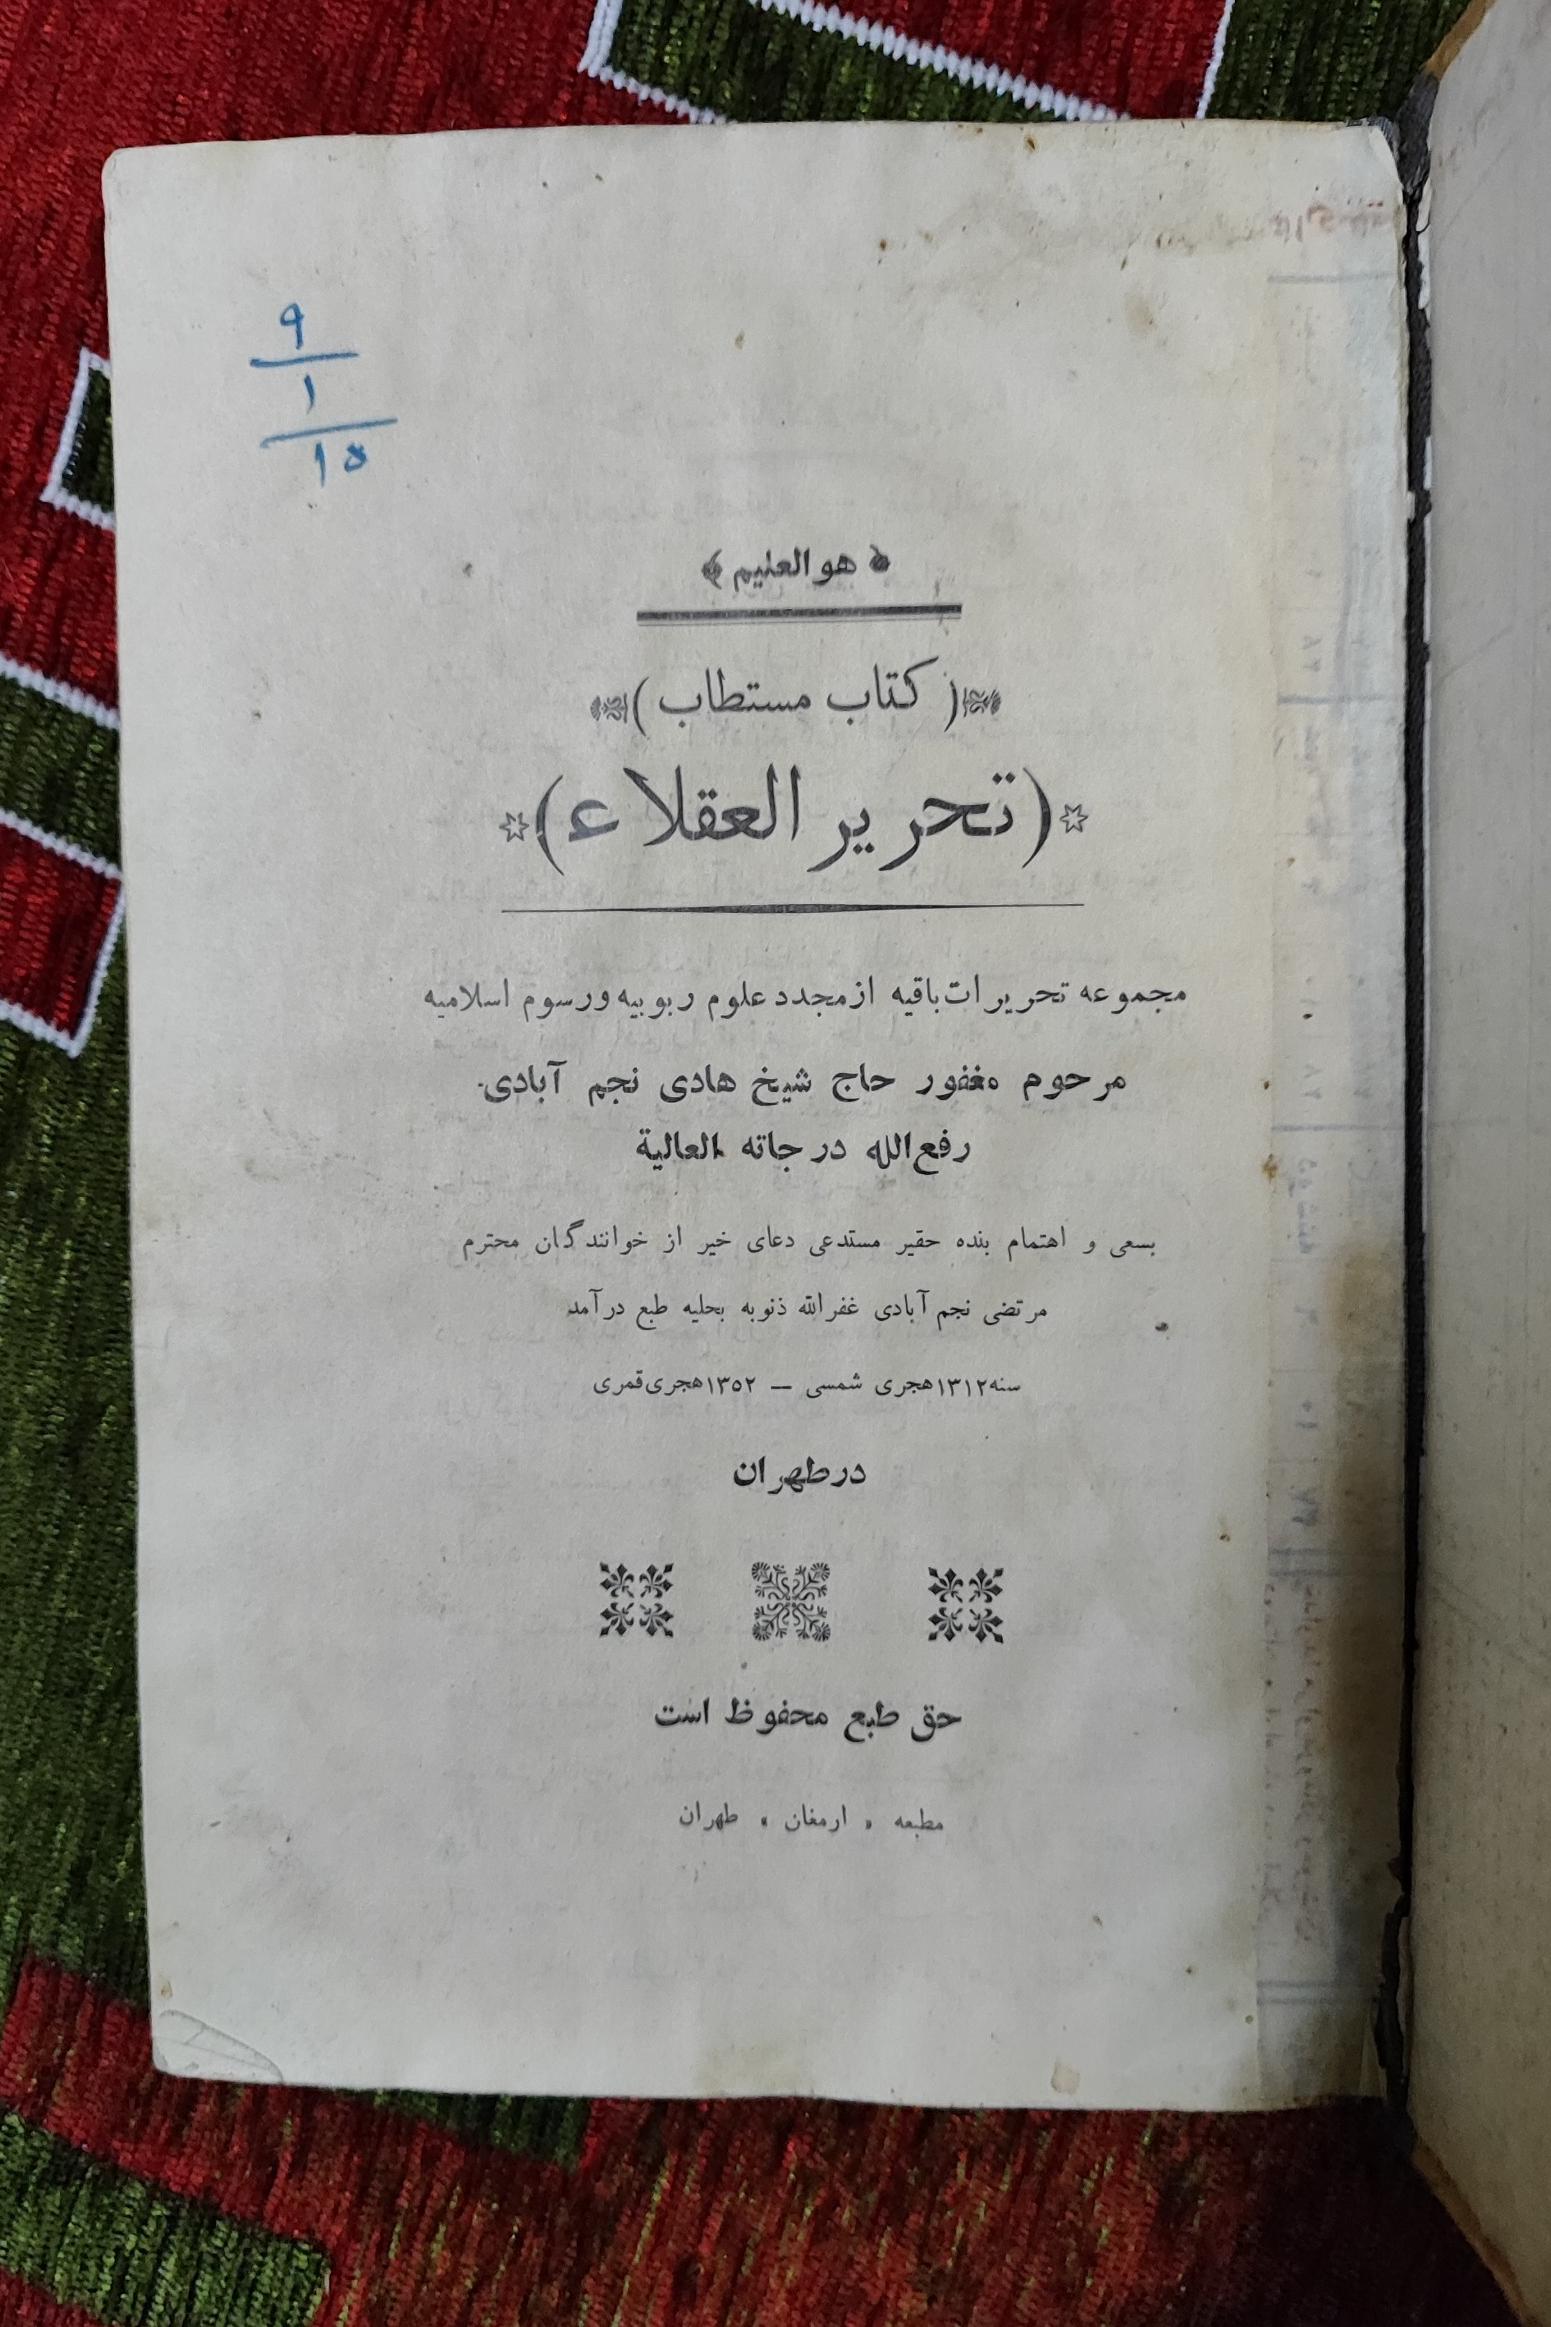 ۹
۱
۱۵
﴿ هو العلیم ﴾
( کتاب مستطاب )
(تحریر العقلاء)
مجموعه تحریرات باقیه از مجدد علوم ربوبیه و رسوم اسلامیه
مرحوم مغفور حاج شیخ هادی نجم آبادی
رفع الله درجاته العالیة
بسعی و اهتمام بنده حقیر مستدعی دعای خیر از خوانندگان محترم
مرتضی نجم آبادی غفرالله ذنوبه بحلیه طبع درآمد
سنه ۱۳۱۲ هجری شمسی — ۱۳۵۲ هجری قمری
در طهران
حق طبع محفوظ است
مطبعه « ارمغان » طهران